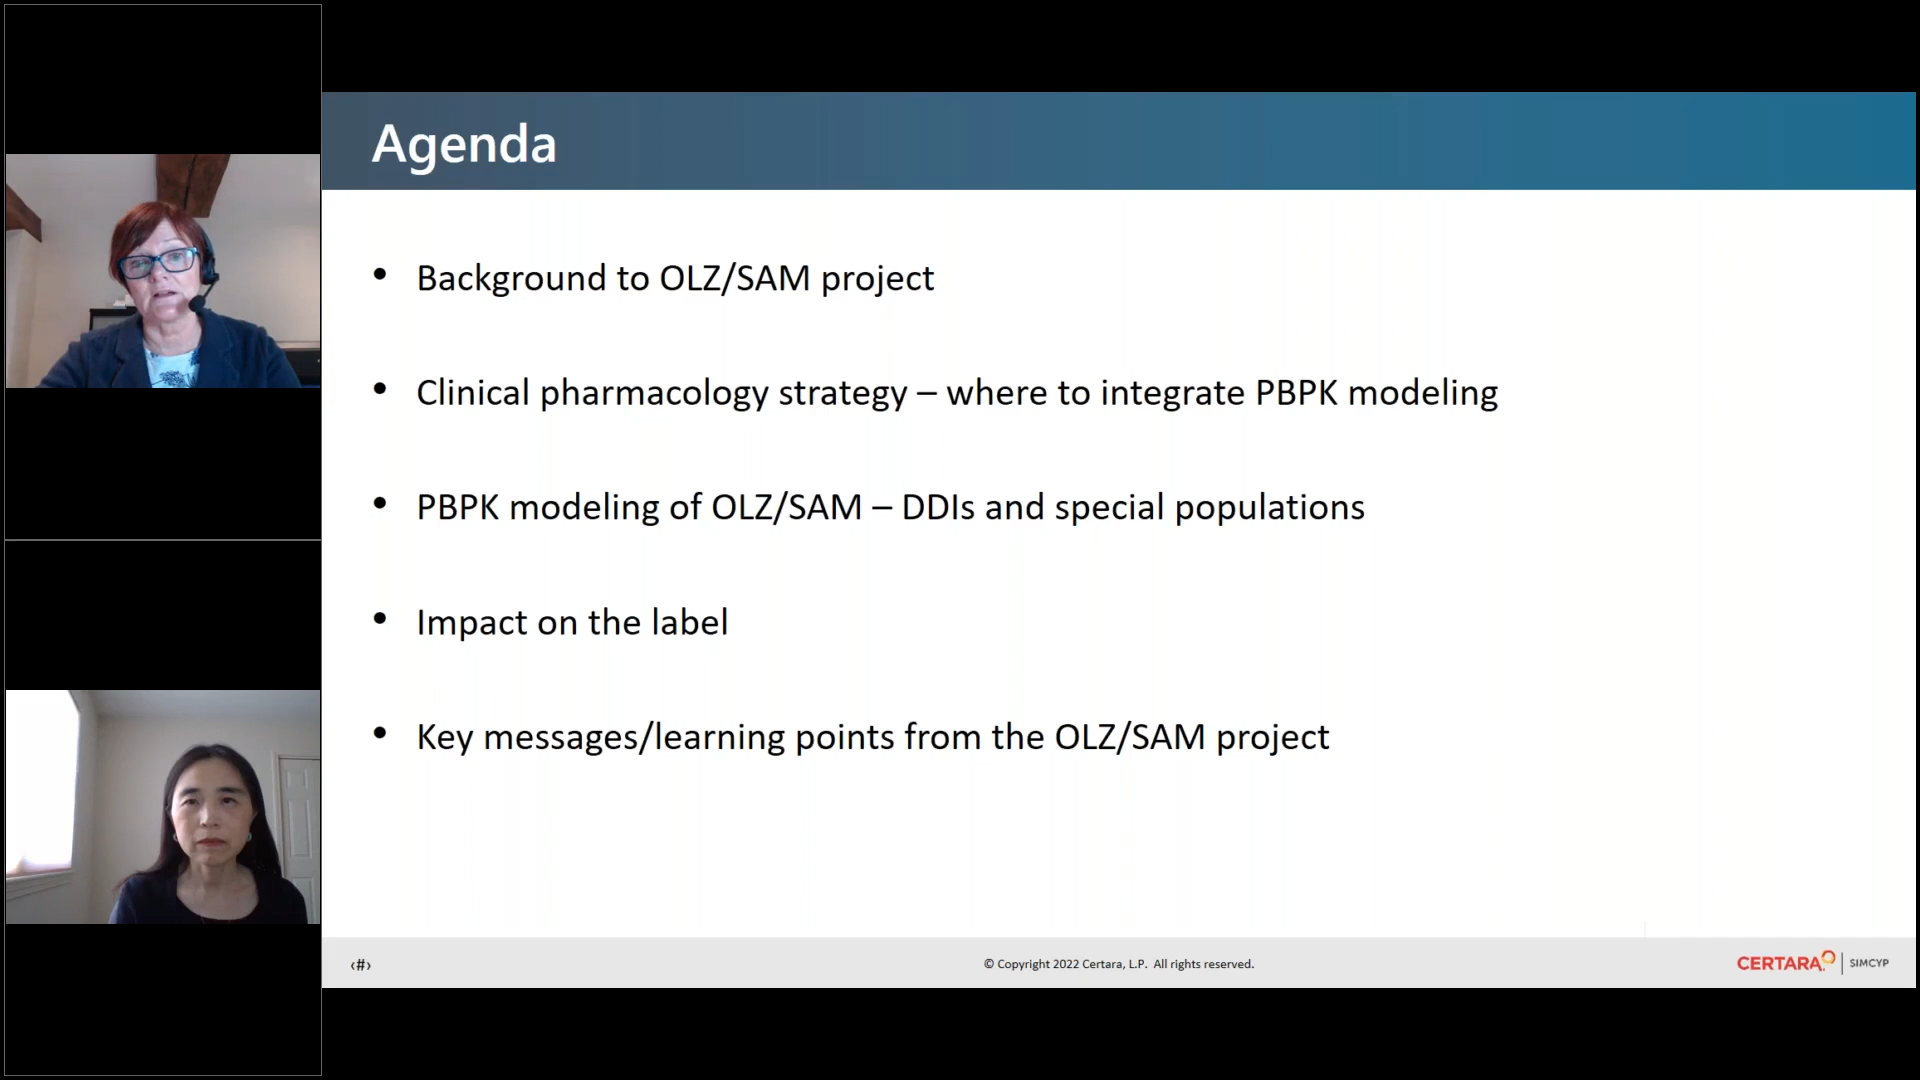 Agenda
• Background to OLZ/SAM project
• Clinical pharmacology strategy – where to integrate PBPK modeling
• PBPK modeling of OLZ/SAM – DDIs and special populations
• Impact on the label
• Key messages/learning points from the OLZ/SAM project
‹#›
© Copyright 2022 Certara, L.P. All rights reserved.
CERTARA | SIMCYP